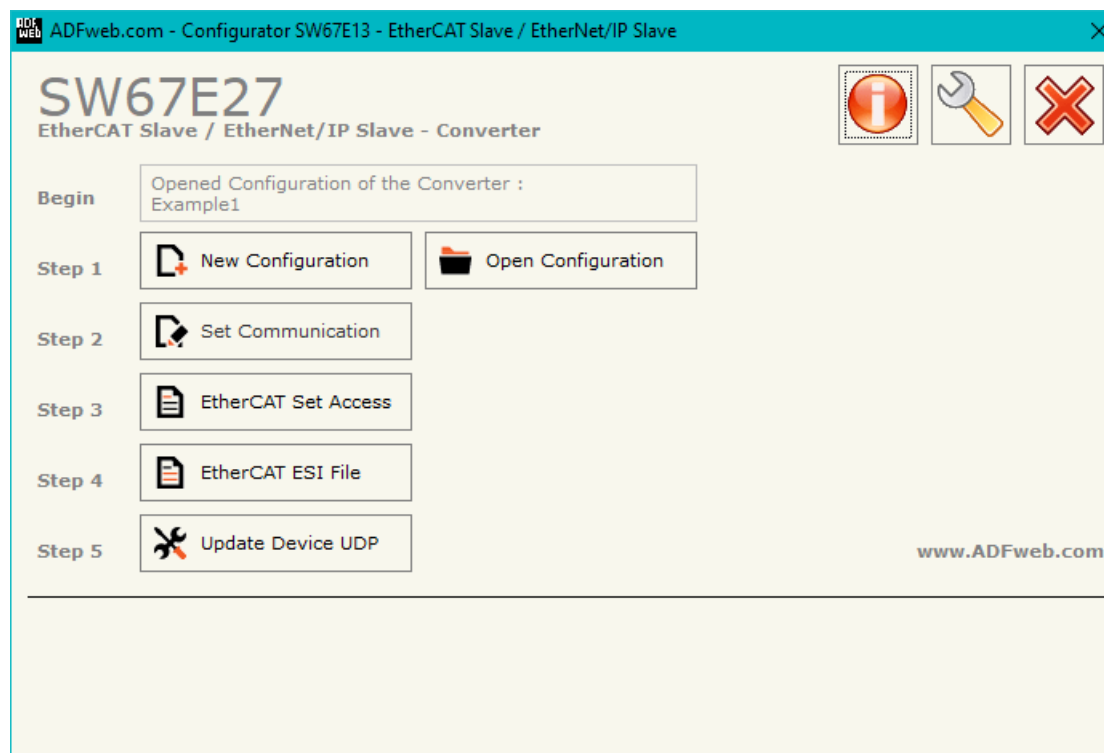 ADF
WEB
ADFweb.com - Configurator SW67E13 - EtherCAT Slave / EtherNet/IP Slave
SW67E27
EtherCAT Slave / EtherNet/IP Slave - Converter
Begin
Opened Configuration of the Converter :
Example1
Step 1
New Configuration
Open Configuration
Step 2
Set Communication
Step 3
EtherCAT Set Access
Step 4
EtherCAT ESI File
Step 5
Update Device UDP
www.ADFweb.com